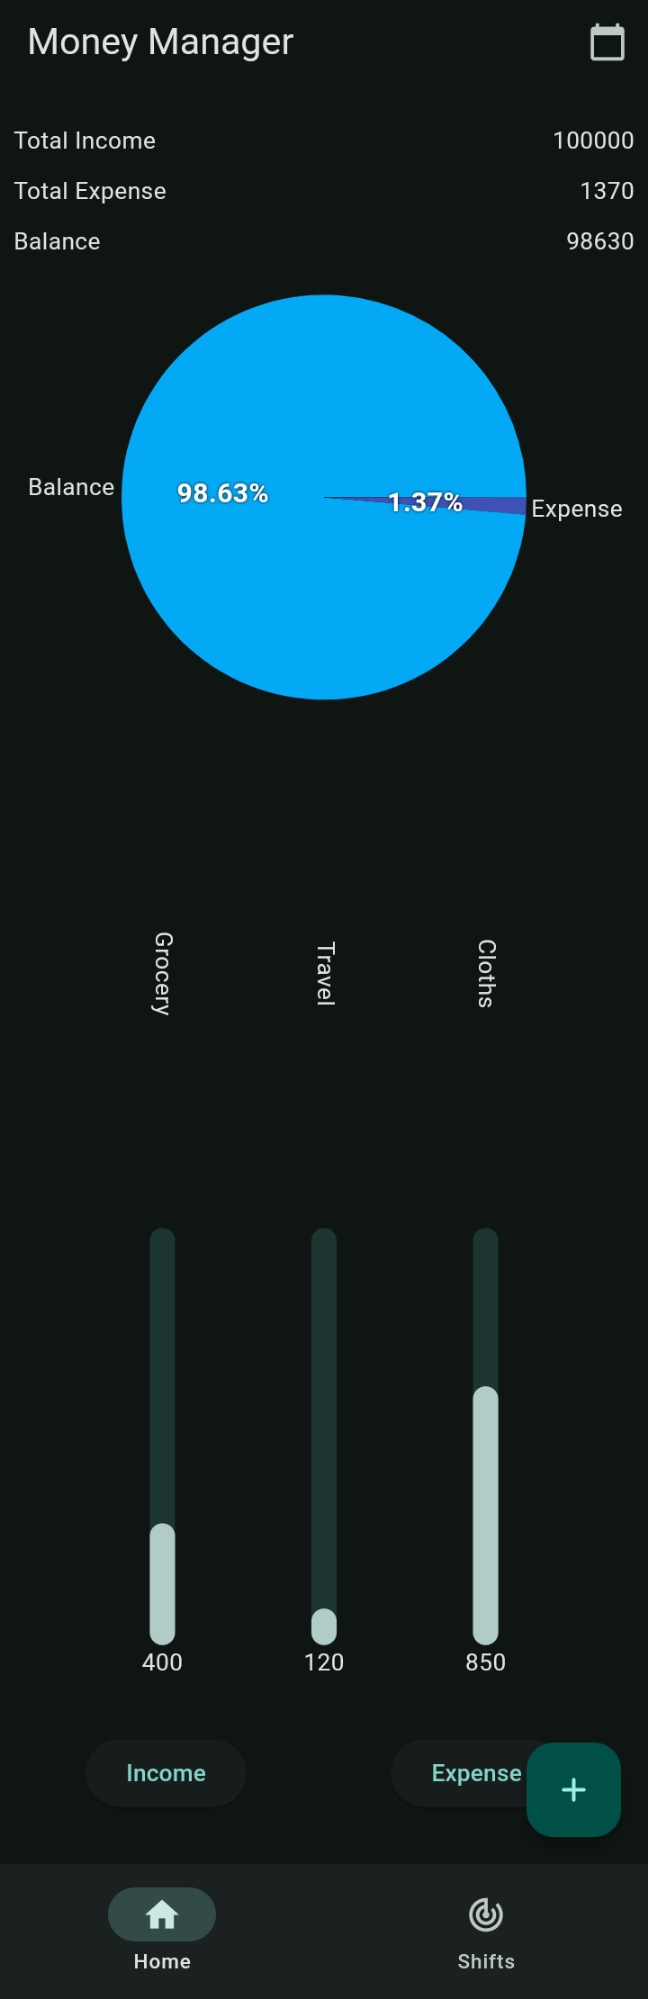 Money Manager
Total Income 100000
Total Expense 1370
Balance 98630
Balance 98.63% 1.37% Expense
Grocery Travel Cloths
400 120 850
Income Expense +
Home Shifts